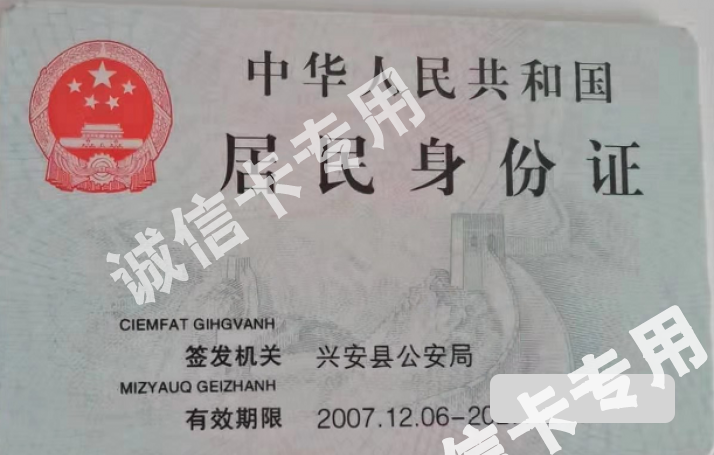 中华人民共和国
居民身份证
诚信卡专用
CIEMFAT GIHGVANH
签发机关 兴安县公安局
MIZYAUQ GEIZHANH
有效期限 2007.12.06-20
信卡专用